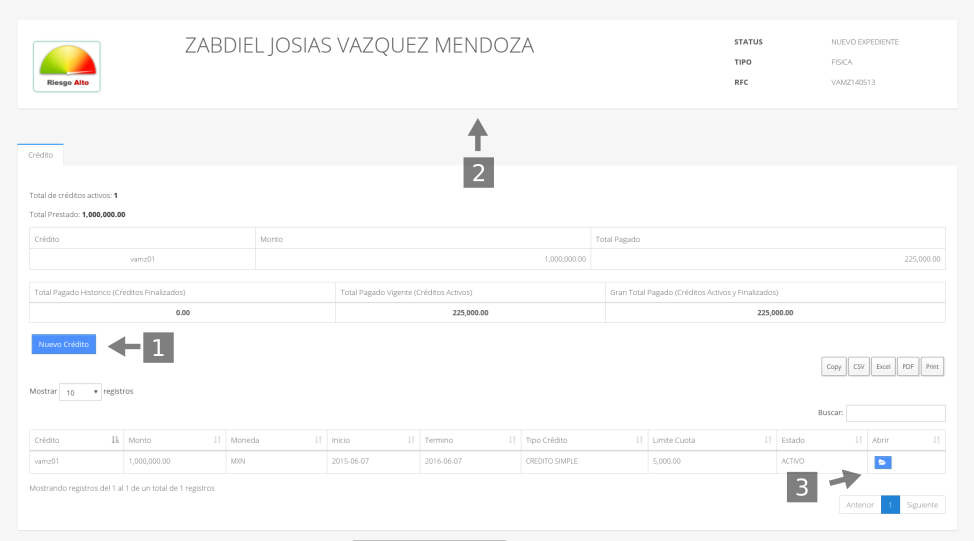 Riesgo Alto
ZABDIEL JOSIAS VAZQUEZ MENDOZA
STATUS NUEVO EXPEDIENTE
TIPO FISICA
RFC VAMZ140513
2
Crédito
Total de créditos activos: 1
Total Prestado: 1,000,000.00
Crédito Monto Total Pagado
vamz01 1,000,000.00 225,000.00
Total Pagado Historico (Creditos Finalizados) Total Pagado Vigente (Créditos Activos) Gran Total Pagado (Créditos Activos y Finalizados)
0.00 225,000.00 225,000.00
Nuevo Crédito 1
Copy CSV Excel PDF Print
Mostrar 10 registros
Buscar:
Crédito Monto Moneda Inicio Termino Tipo Crédito Limite Cuota Estado Abrir
vamz01 1,000,000.00 MXN 2015-06-07 2016-06-07 CREDITO SIMPLE 5,000.00 ACTIVO
Mostrando registros del 1 al 1 de un total de 1 registros
3
Anterior 1 Siguiente